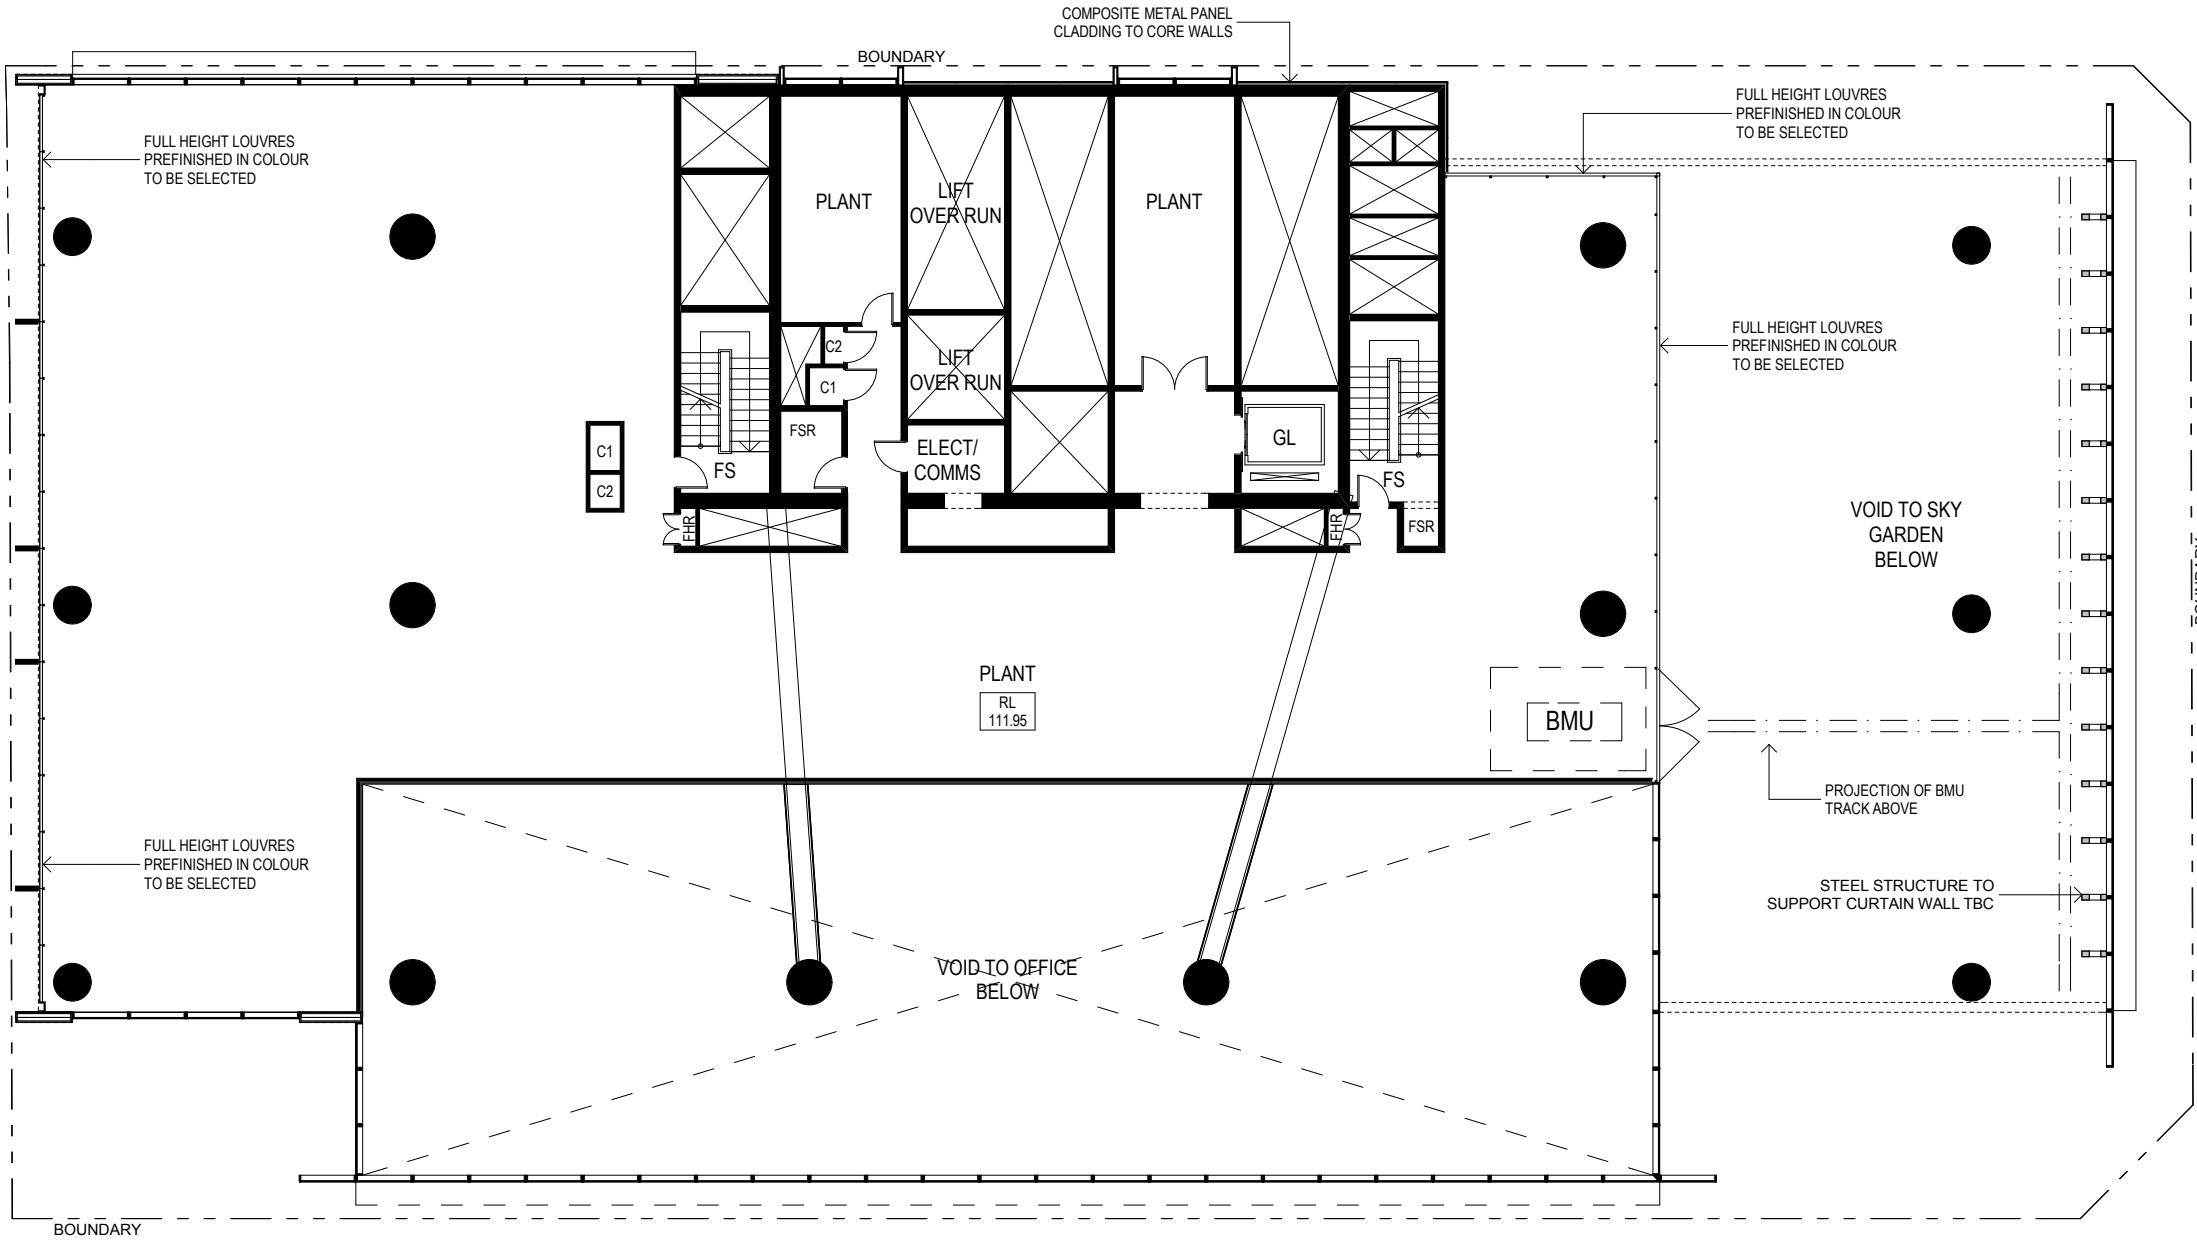 COMPOSITE METAL PANEL
CLADDING TO CORE WALLS
BOUNDARY
FULL HEIGHT LOUVRES
PREFINISHED IN COLOUR
TO BE SELECTED
FULL HEIGHT LOUVRES
PREFINISHED IN COLOUR
TO BE SELECTED
PLANT
LIFT
OVER RUN
PLANT
FULL HEIGHT LOUVRES
PREFINISHED IN COLOUR
TO BE SELECTED
C2
LIFT
OVER RUN
C1
FSR
GL
C1
ELECT/
COMMS
FS
FS
C2
FHR
FHR
FSR
VOID TO SKY
GARDEN
BELOW
BOUNDARY
PLANT
RL
111.95
BMU
PROJECTION OF BMU
TRACK ABOVE
FULL HEIGHT LOUVRES
PREFINISHED IN COLOUR
TO BE SELECTED
STEEL STRUCTURE TO
SUPPORT CURTAIN WALL TBC
VOID TO OFFICE
BELOW
BOUNDARY